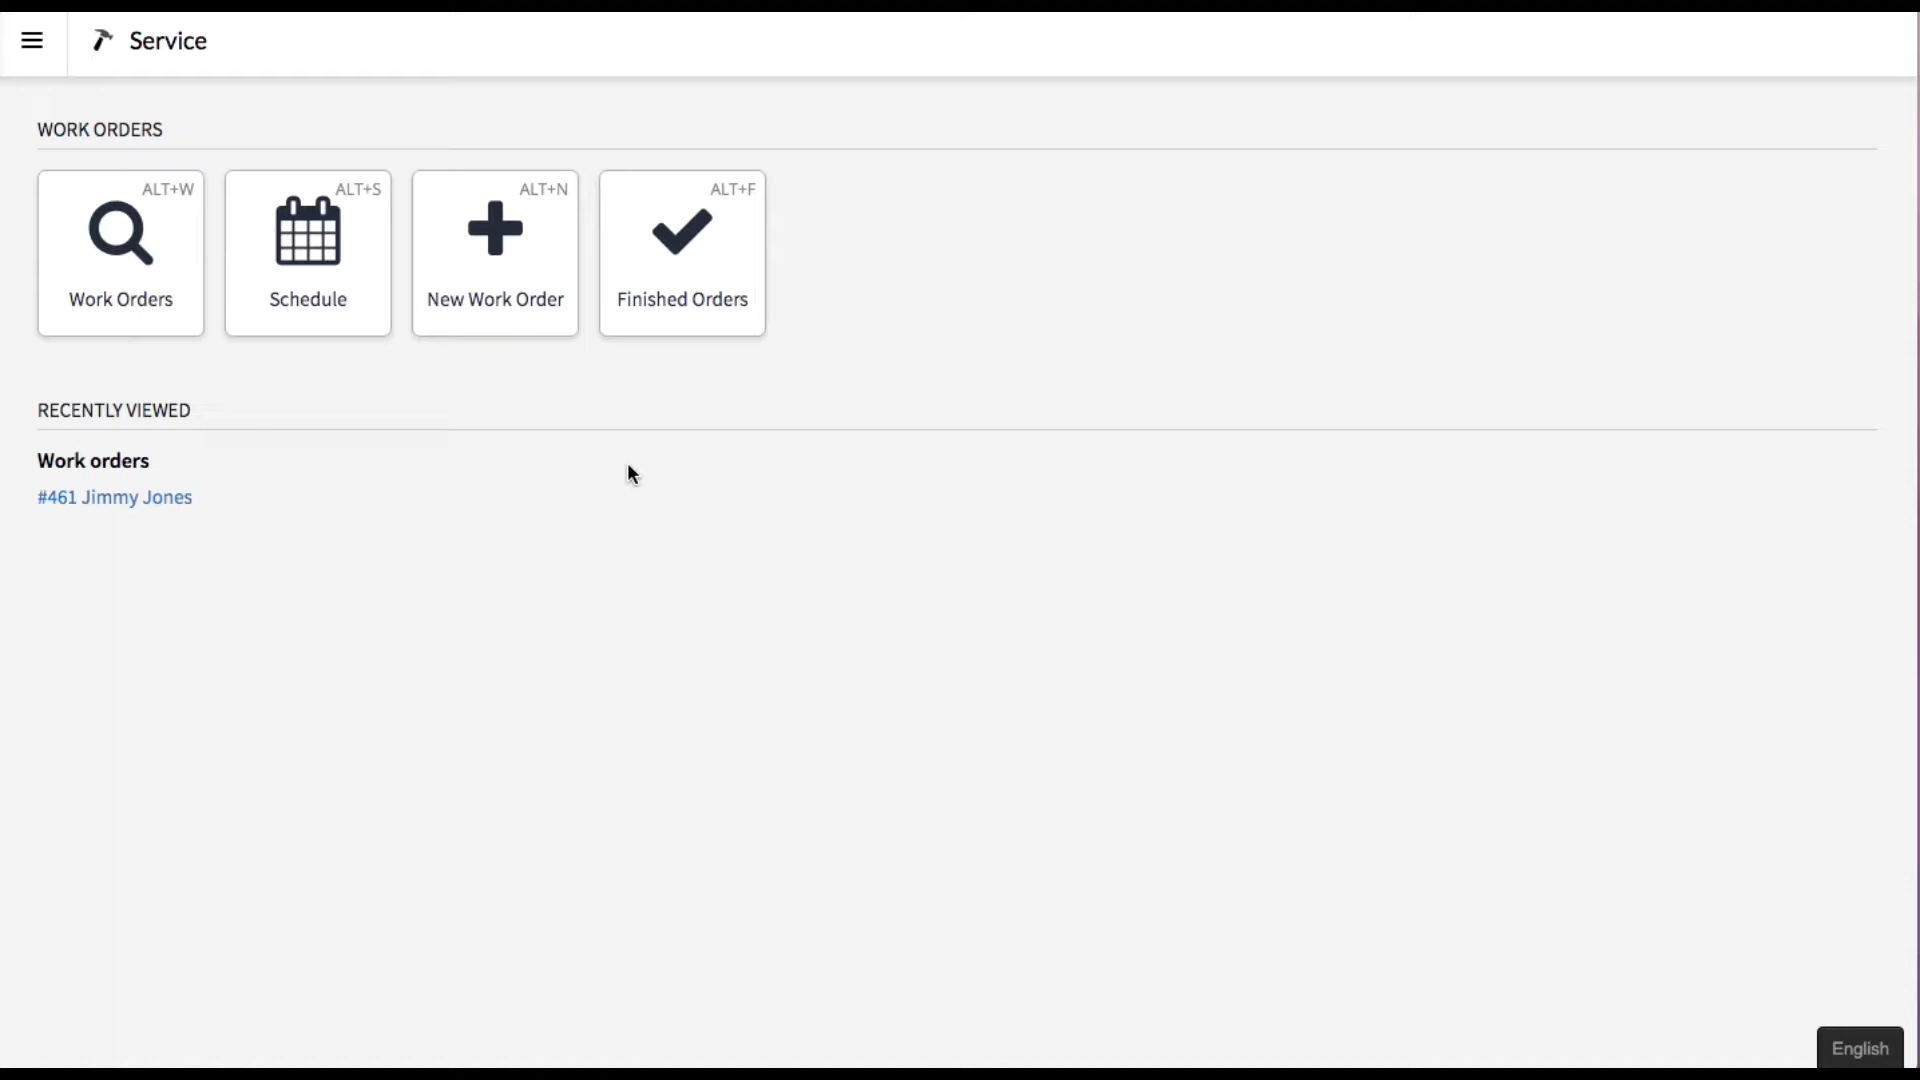 Service
WORK ORDERS
ALT+W
Work Orders
ALT+S
Schedule
ALT+N
New Work Order
ALT+F
Finished Orders
RECENTLY VIEWED
Work orders
#461 Jimmy Jones
English